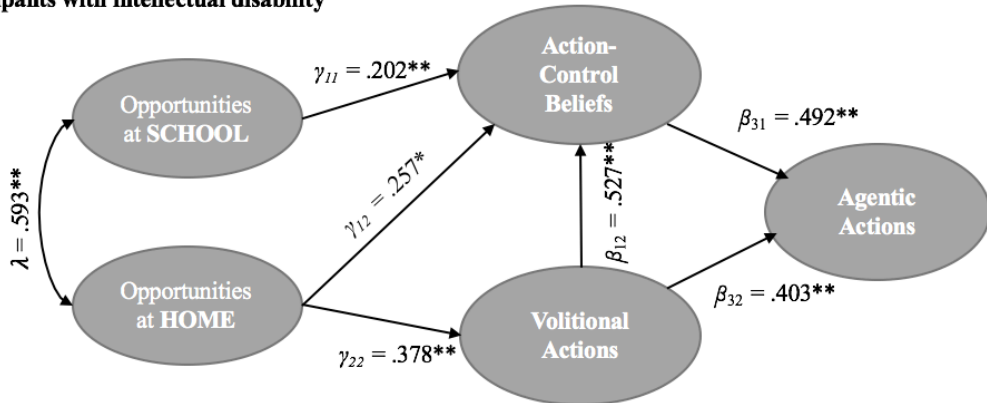 with intellectual disability
Opportunities
at SCHOOL
γ11 = .202**
Action-
Control
Beliefs
β31 = .492**
λ = .593**
γ12 = .257*
β12 = .527**
Agentic
Actions
Opportunities
at HOME
γ22 = .378**
Volitional
Actions
β32 = .403**